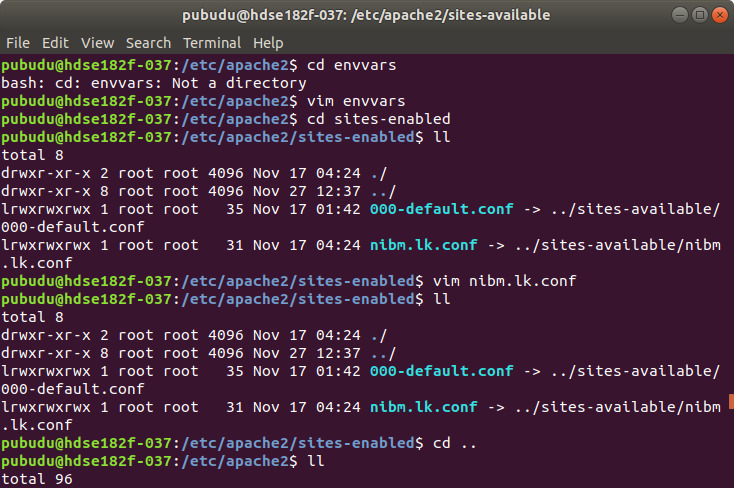 pubudu@hdse182f-037: /etc/apache2/sites-available
File Edit View Search Terminal Help
pubudu@hdse182f-037:/etc/apache2$ cd envvars
bash: cd: envvars: Not a directory
pubudu@hdse182f-037:/etc/apache2$ vim envvars
pubudu@hdse182f-037:/etc/apache2$ cd sites-enabled
pubudu@hdse182f-037:/etc/apache2/sites-enabled$ ll
total 8
drwxr-xr-x 2 root root 4096 Nov 17 04:24 ./
drwxr-xr-x 8 root root 4096 Nov 27 12:37 ../
lrwxrwxrwx 1 root root   35 Nov 17 01:42 000-default.conf -> ../sites-available/
000-default.conf
lrwxrwxrwx 1 root root   31 Nov 17 04:24 nibm.lk.conf -> ../sites-available/nibm
.lk.conf
pubudu@hdse182f-037:/etc/apache2/sites-enabled$ vim nibm.lk.conf
pubudu@hdse182f-037:/etc/apache2/sites-enabled$ ll
total 8
drwxr-xr-x 2 root root 4096 Nov 17 04:24 ./
drwxr-xr-x 8 root root 4096 Nov 27 12:37 ../
lrwxrwxrwx 1 root root   35 Nov 17 01:42 000-default.conf -> ../sites-available/
000-default.conf
lrwxrwxrwx 1 root root   31 Nov 17 04:24 nibm.lk.conf -> ../sites-available/nibm
.lk.conf
pubudu@hdse182f-037:/etc/apache2/sites-enabled$ cd ..
pubudu@hdse182f-037:/etc/apache2$ ll
total 96